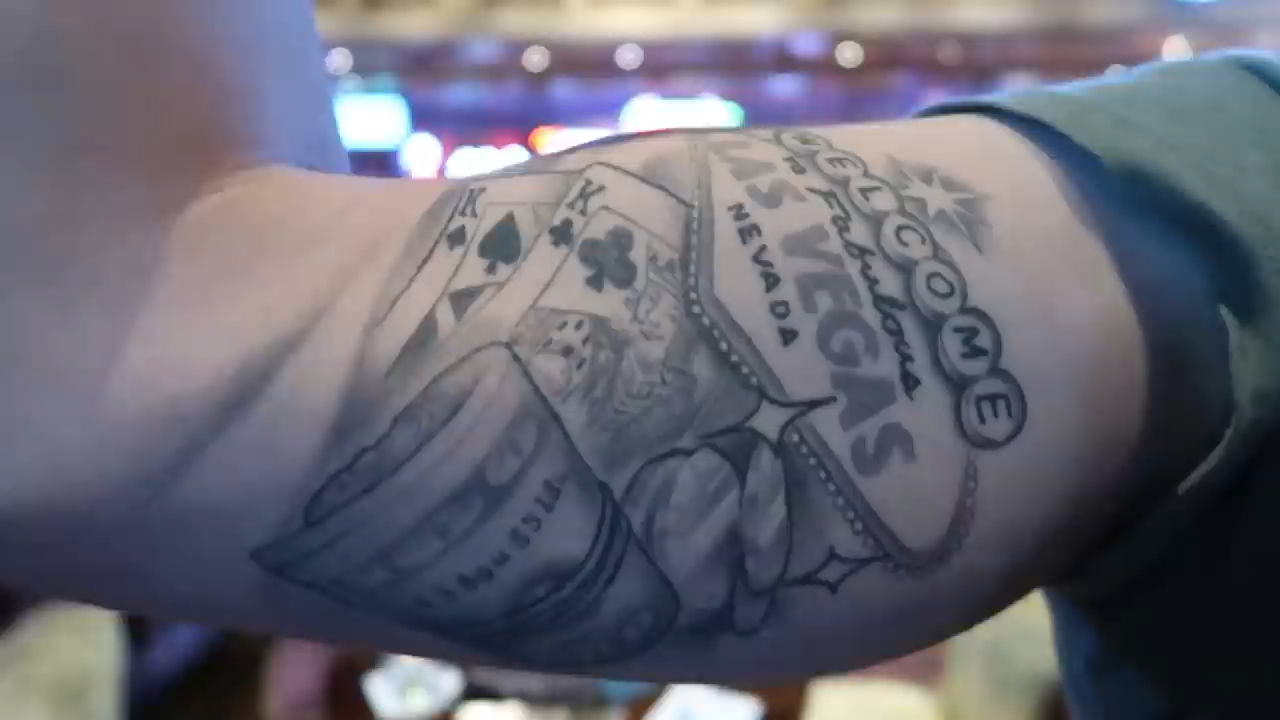 WELCOME
TO Fabulous
LAS VEGAS
NEVADA
K
K